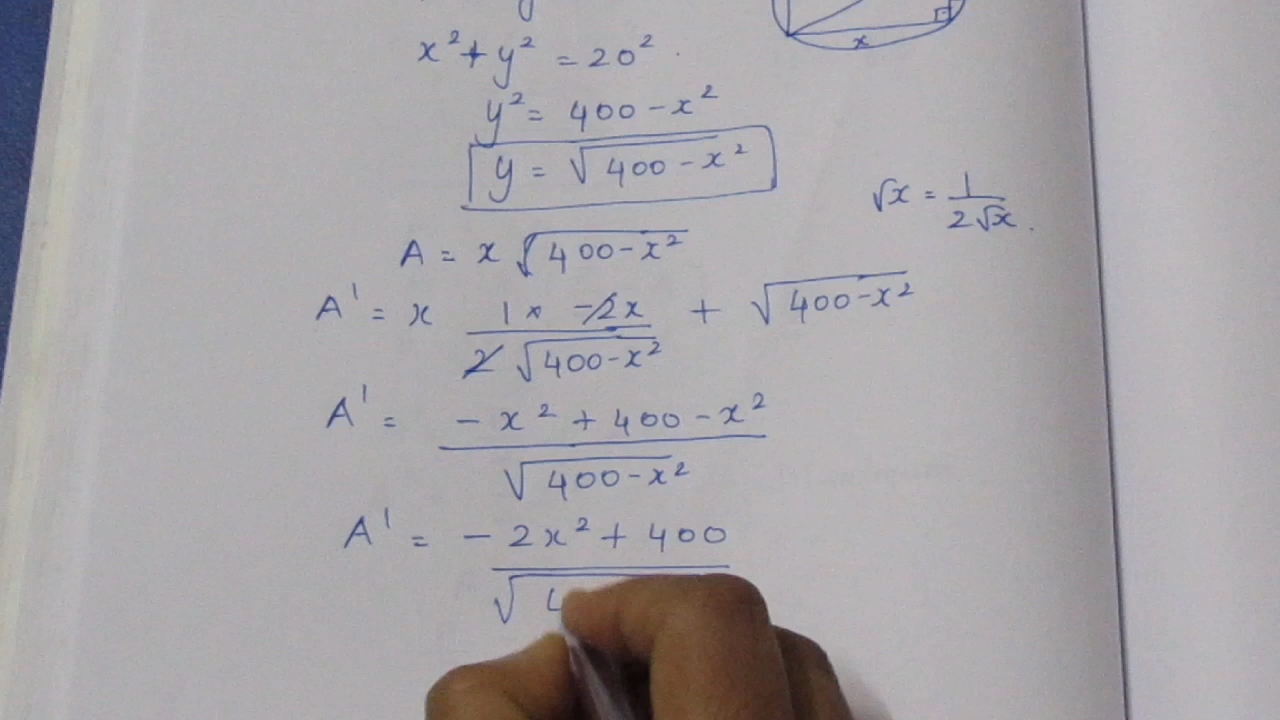 x
x² + y² = 20²
y² = 400 - x²
y = √400 - x²
√x = 1/2√x.
A = x √400 - x²
A' = x 1 × -2x / 2 √400 - x² + √400 - x²
A' = - x² + 400 - x² / √400 - x²
A' = - 2x² + 400 / √4